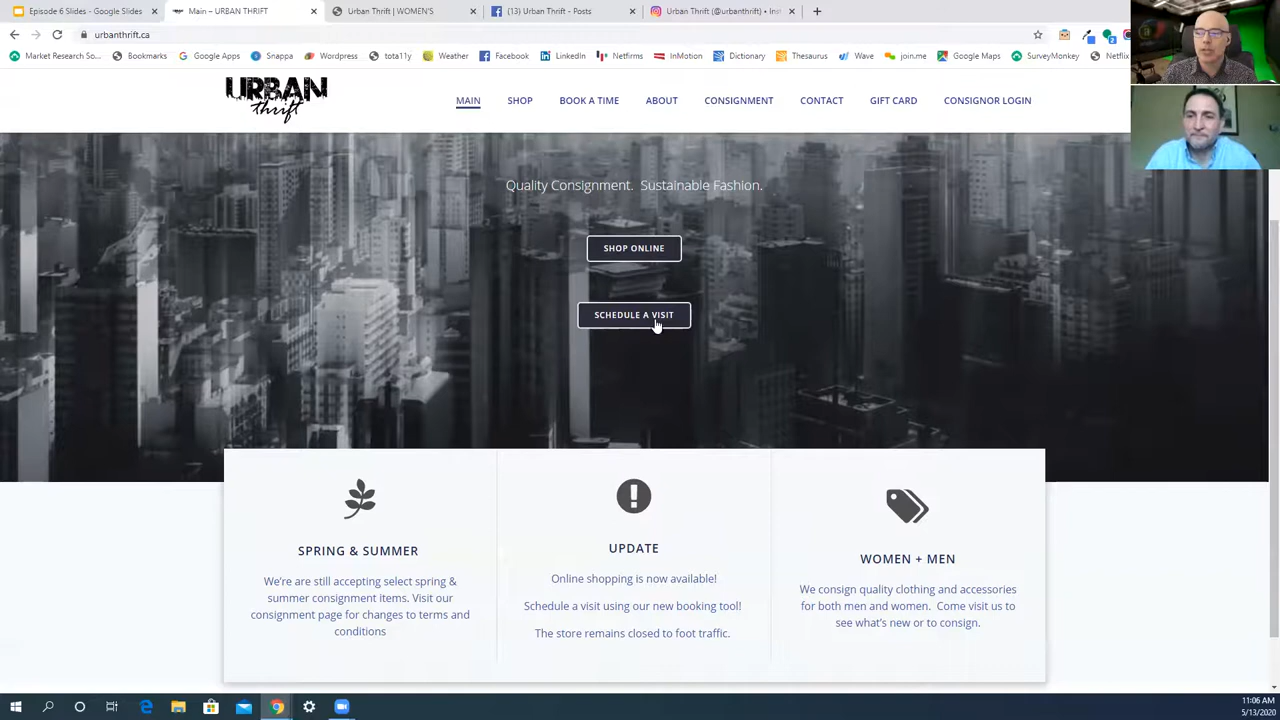 Episode 6 Slides - Google Slides
Main – URBAN THRIFT
Urban Thrift | WOMEN'S
(13) Urban Thrift - Posts
Urban Thrift (@urbanthrift) • Ins
urbanthrift.ca
Market Research So...
Bookmarks
Google Apps
Snappa
Wordpress
tota11y
Weather
Facebook
LinkedIn
Netfirms
InMotion
Dictionary
Thesaurus
Wave
join.me
Google Maps
SurveyMonkey
Netflix
URBAN
thrift
MAIN
SHOP
BOOK A TIME
ABOUT
CONSIGNMENT
CONTACT
GIFT CARD
CONSIGNOR LOGIN
Quality Consignment. Sustainable Fashion.
SHOP ONLINE
SCHEDULE A VISIT
SPRING & SUMMER
We're are still accepting select spring &
summer consignment items. Visit our
consignment page for changes to terms and
conditions
UPDATE
Online shopping is now available!
Schedule a visit using our new booking tool!
The store remains closed to foot traffic.
WOMEN + MEN
We consign quality clothing and accessories
for both men and women. Come visit us to
see what's new or to consign.
11:06 AM
5/13/2020